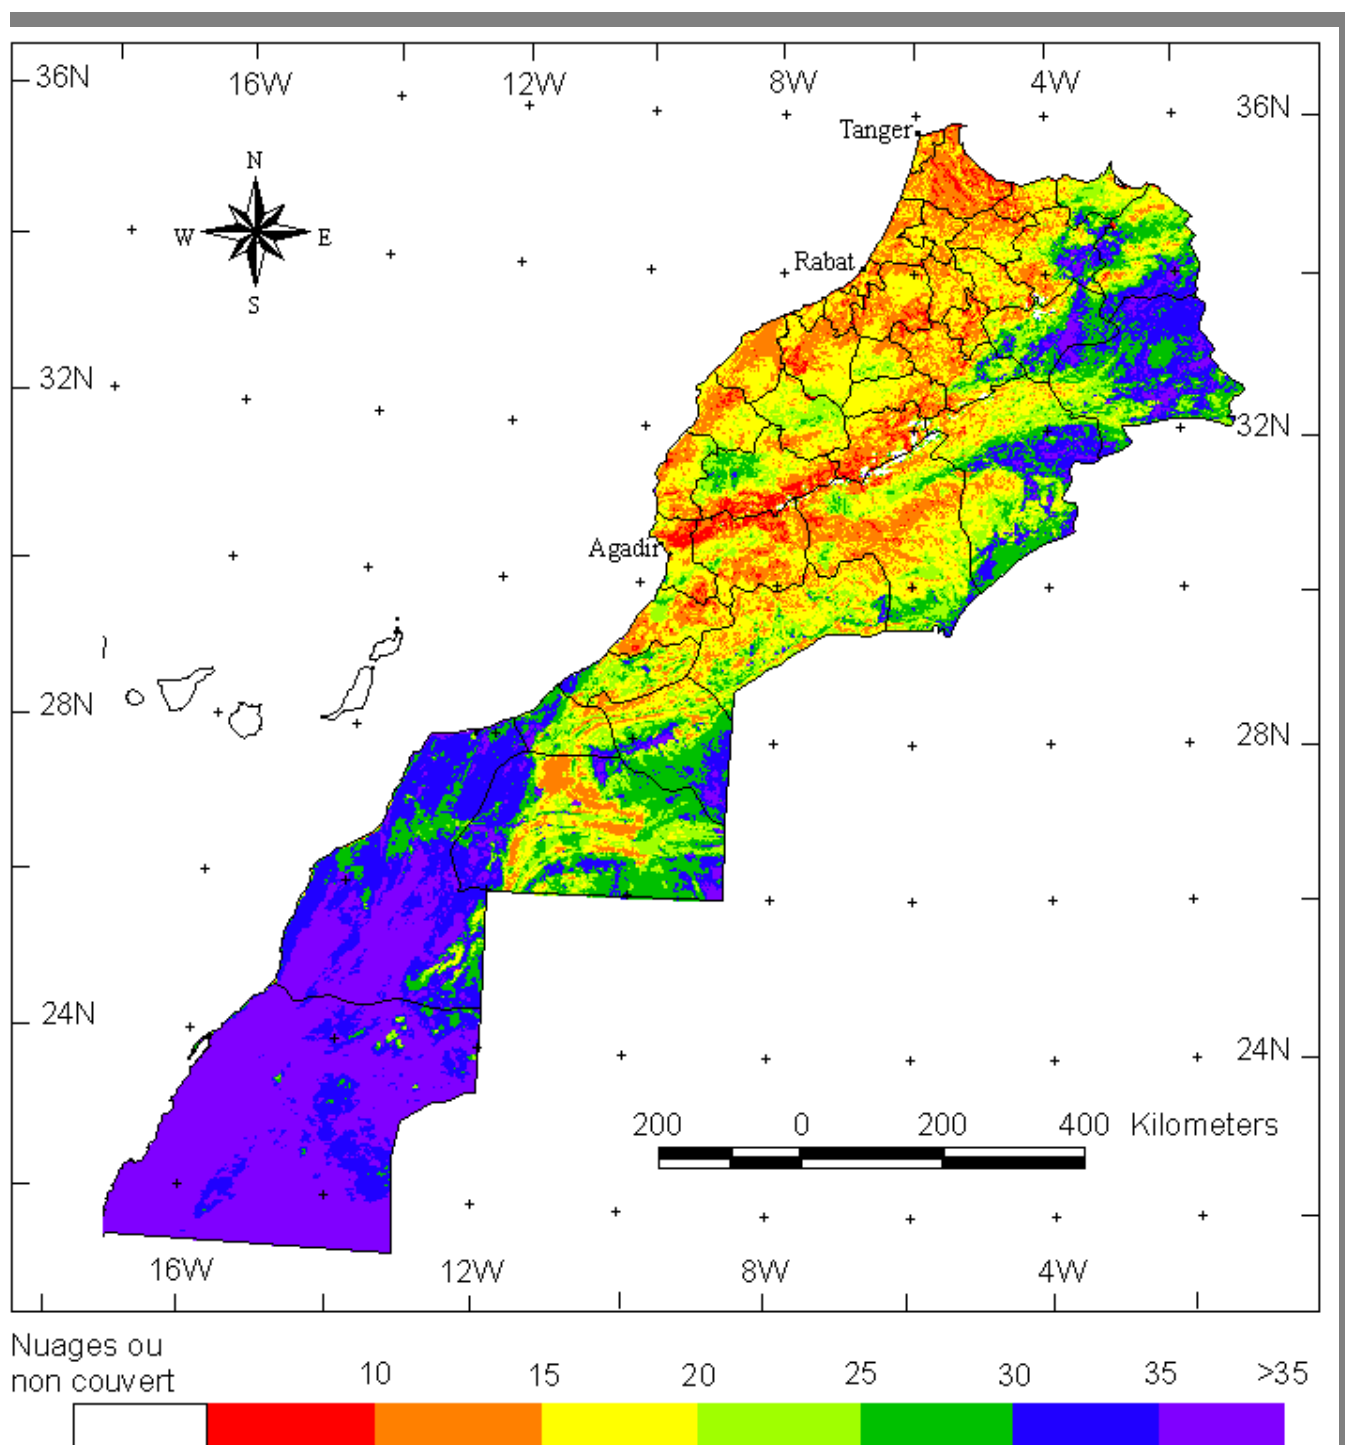 36N 16W 12W 8W 4W 36N
Tanger
N
W E
S
Rabat
32N
32N
Agadir
28N
28N
24N
24N
200 0 200 400 Kilometers
16W 12W 8W 4W
Nuages ou
non couvert 10 15 20 25 30 35 >35